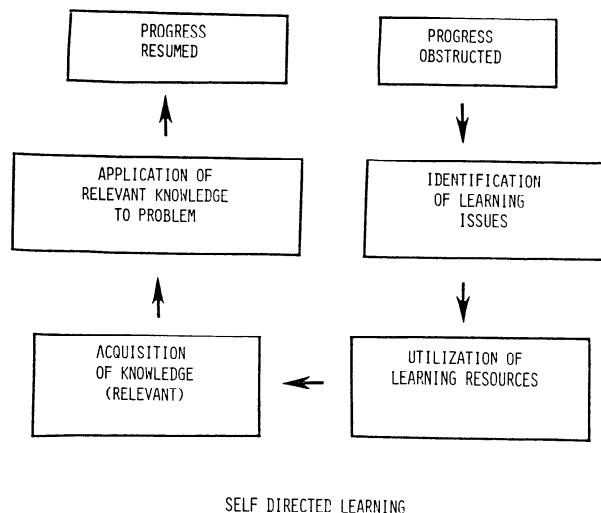 PROGRESS
RESUMED
PROGRESS
OBSTRUCTED
APPLICATION OF
RELEVANT KNOWLEDGE
TO PROBLEM
IDENTIFICATION
OF LEARNING
ISSUES
ACQUISITION
OF KNOWLEDGE
(RELEVANT)
UTILIZATION OF
LEARNING RESOURCES
SELF DIRECTED LEARNING